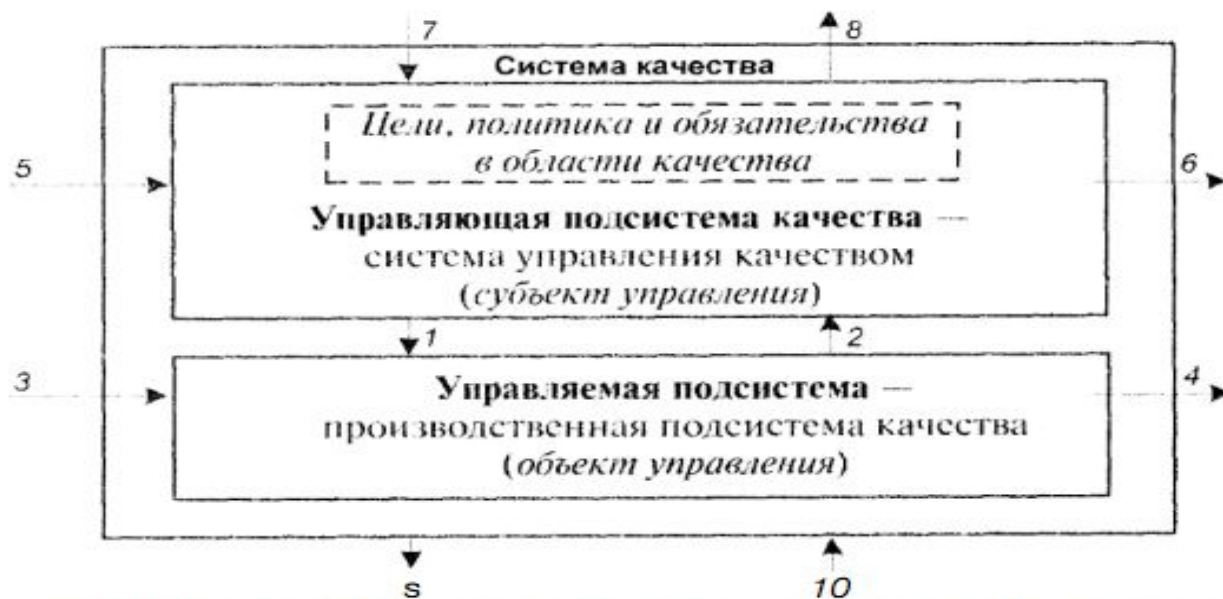 7 8
Система качества
Цели, политика и обязательства
в области качества
5 6
Управляющая подсистема качества —
система управления качеством
(субъект управления)
1 2
3 4
Управляемая подсистема —
производственная подсистема качества
(объект управления)
s 10